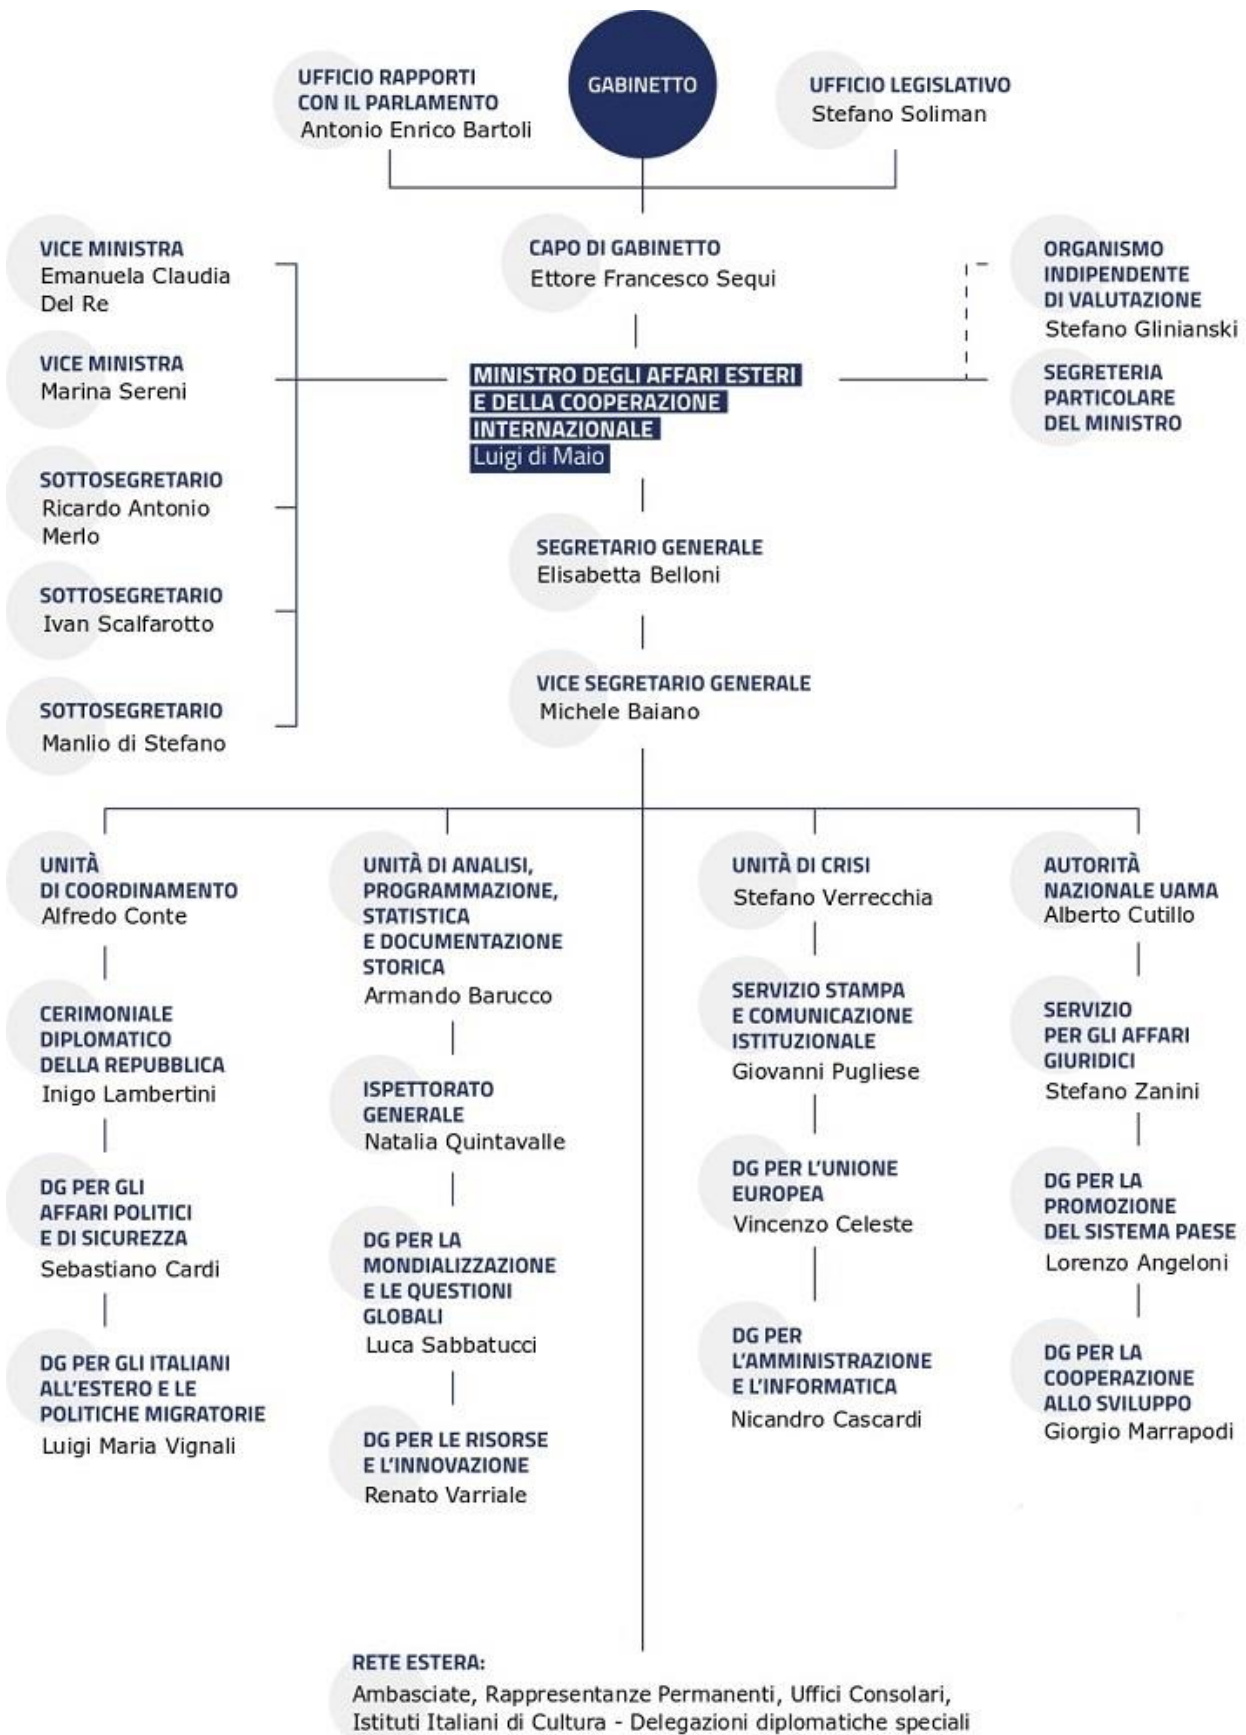 GABINETTO
UFFICIO RAPPORTI
CON IL PARLAMENTO
Antonio Enrico Bartoli
UFFICIO LEGISLATIVO
Stefano Soliman
VICE MINISTRA
Emanuela Claudia
Del Re
CAPO DI GABINETTO
Ettore Francesco Sequi
ORGANISMO
INDIPENDENTE
DI VALUTAZIONE
Stefano Glinianski
VICE MINISTRA
Marina Sereni
MINISTRO DEGLI AFFARI ESTERI
E DELLA COOPERAZIONE
INTERNAZIONALE
Luigi di Maio
SEGRETERIA
PARTICOLARE
DEL MINISTRO
SOTTOSEGRETARIO
Ricardo Antonio
Merlo
SEGRETARIO GENERALE
Elisabetta Belloni
SOTTOSEGRETARIO
Ivan Scalfarotto
VICE SEGRETARIO GENERALE
Michele Baiano
SOTTOSEGRETARIO
Manlio di Stefano
UNITÀ
DI COORDINAMENTO
Alfredo Conte
CERIMONIALE
DIPLOMATICO
DELLA REPUBBLICA
Inigo Lambertini
DG PER GLI
AFFARI POLITICI
E DI SICUREZZA
Sebastiano Cardi
DG PER GLI ITALIANI
ALL'ESTERO E LE
POLITICHE MIGRATORIE
Luigi Maria Vignali
UNITÀ DI ANALISI,
PROGRAMMAZIONE,
STATISTICA
E DOCUMENTAZIONE
STORICA
Armando Barucco
ISPETTORATO
GENERALE
Natalia Quintavalle
DG PER LA
MONDIALIZZAZIONE
E LE QUESTIONI
GLOBALI
Luca Sabbatucci
DG PER LE RISORSE
E L'INNOVAZIONE
Renato Varriale
UNITÀ DI CRISI
Stefano Verrecchia
SERVIZIO STAMPA
E COMUNICAZIONE
ISTITUZIONALE
Giovanni Pugliese
DG PER L'UNIONE
EUROPEA
Vincenzo Celeste
DG PER
L'AMMINISTRAZIONE
E L'INFORMATICA
Nicandro Cascardi
AUTORITÀ
NAZIONALE UAMA
Alberto Cutillo
SERVIZIO
PER GLI AFFARI
GIURIDICI
Stefano Zanini
DG PER LA
PROMOZIONE
DEL SISTEMA PAESE
Lorenzo Angeloni
DG PER LA
COOPERAZIONE
ALLO SVILUPPO
Giorgio Marrapodi
RETE ESTERA:
Ambasciate, Rappresentanze Permanenti, Uffici Consolari,
Istituti Italiani di Cultura - Delegazioni diplomatiche speciali